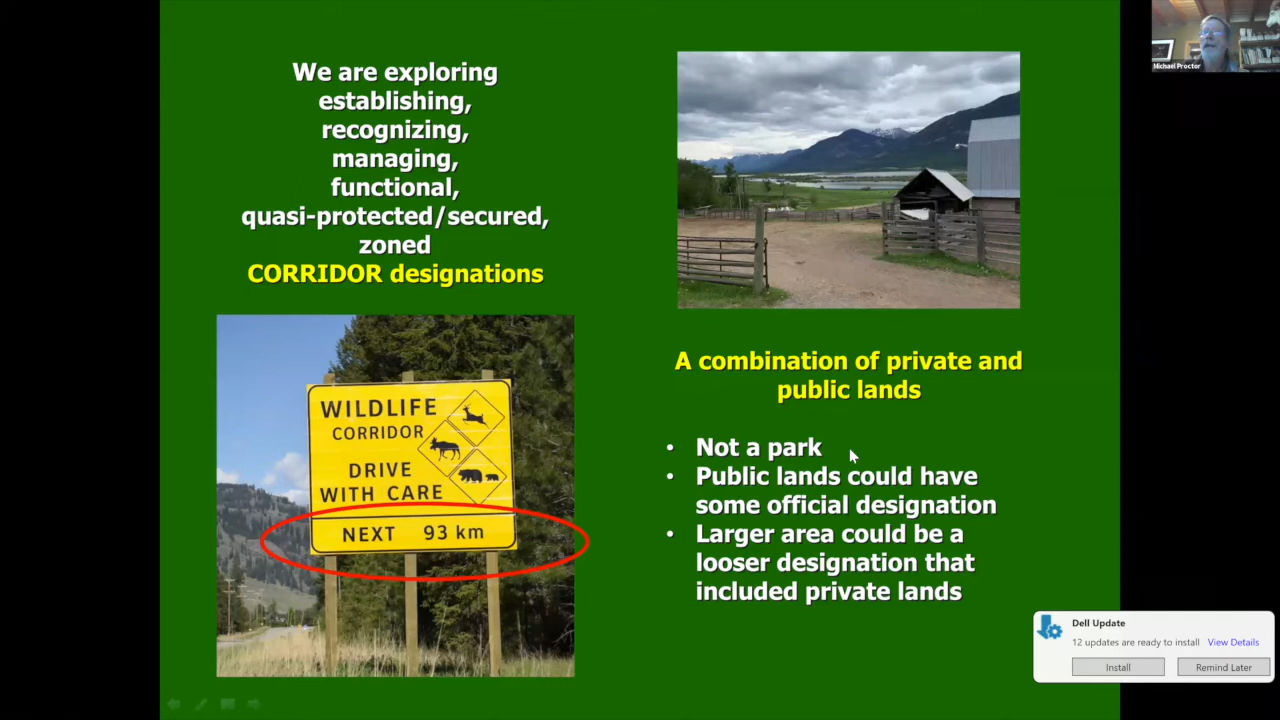 We are exploring
establishing,
recognizing,
managing,
functional,
quasi-protected/secured,
zoned
CORRIDOR designations
WILDLIFE
CORRIDOR
DRIVE
WITH CARE
NEXT 93 km
A combination of private and
public lands
• Not a park
• Public lands could have
some official designation
• Larger area could be a
looser designation that
included private lands
Michael Proctor
Dell Update
12 updates are ready to install View Details
Install Remind Later